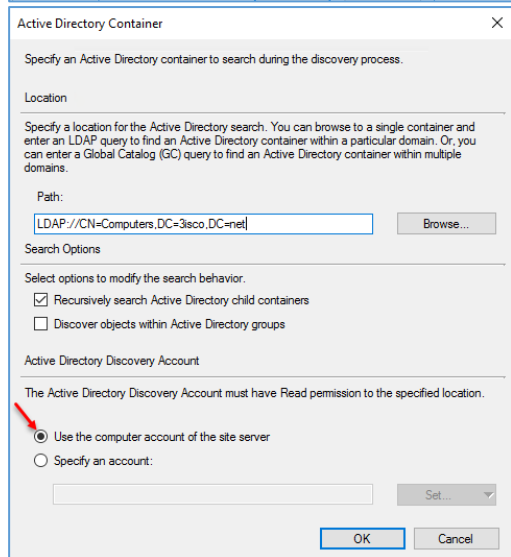 Active Directory Container
Specify an Active Directory container to search during the discovery process.
Location
Specify a location for the Active Directory search. You can browse to a single container and
enter an LDAP query to find an Active Directory container within a particular domain. Or, you
can enter a Global Catalog (GC) query to find an Active Directory container within multiple
domains.
Path:
LDAP://CN=Computers,DC=3isco,DC=net
Browse...
Search Options
Select options to modify the search behavior.
Recursively search Active Directory child containers
Discover objects within Active Directory groups
Active Directory Discovery Account
The Active Directory Discovery Account must have Read permission to the specified location.
Use the computer account of the site server
Specify an account:
Set...
OK Cancel